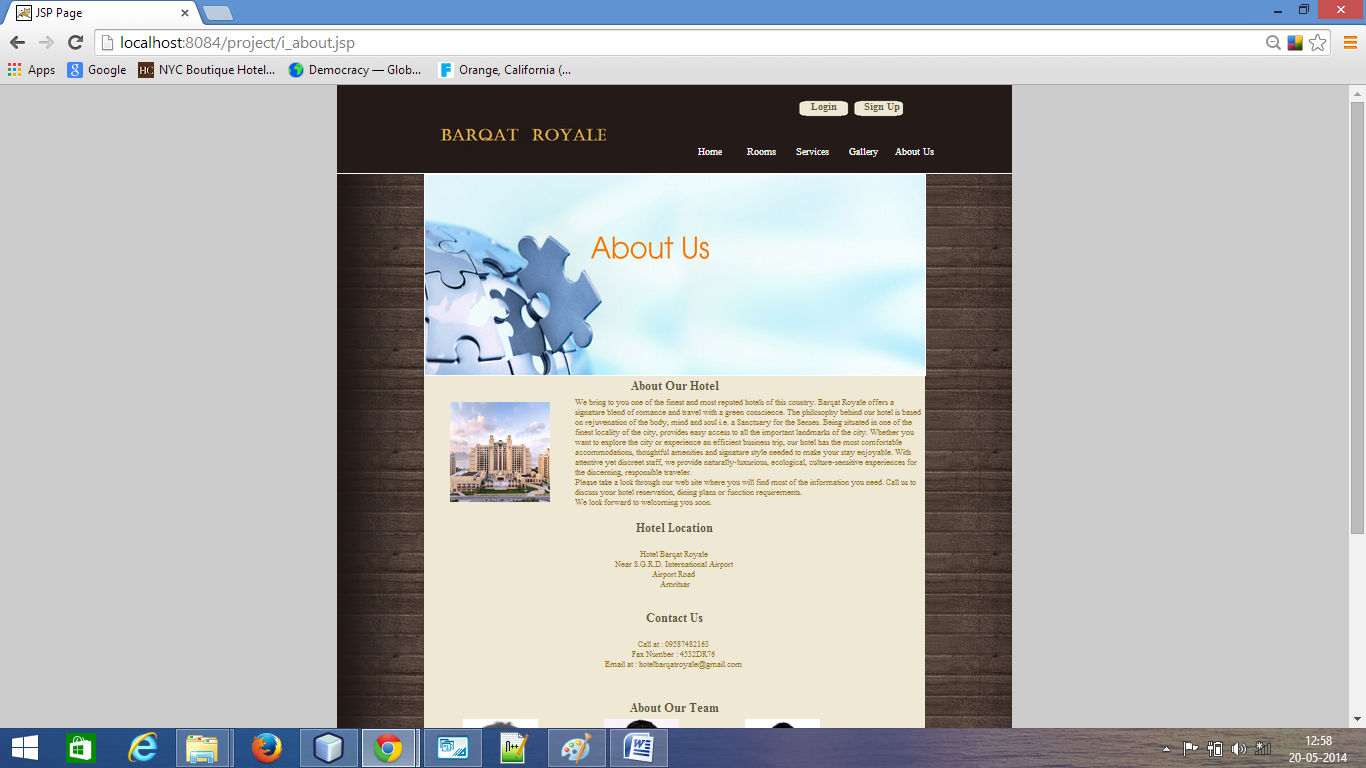 JSP Page
localhost:8084/project/i_about.jsp
Apps
Google
HC
NYC Boutique Hotel...
Democracy — Glob...
Orange, California (...
Login
Sign Up
BARQAT ROYALE
Home
Rooms
Services
Gallery
About Us
About Us
About Our Hotel
We bring to you one of the finest and most reputed hotels of this country. Barqat Royale offers a
signature blend of romance and travel with a green conscience. The philosophy behind our hotel is based
on rejuvenation of the body, mind and soul i.e. a Sanctuary for the Senses. Being situated in one of the
finest locality of the city, provides easy access to all the important landmarks of the city. Whether you
want to explore the city or experience an efficient business trip, our hotel has the most comfortable
accommodations, thoughtful amenities and signature style needed to make your stay enjoyable. With
attentive yet discreet staff, we provide naturally-luxurious, ecological, culture-sensitive experiences for
the discerning, responsible traveler.
Please take a look through our web site where you will find most of the information you need. Call us to
discuss your hotel reservation, dining plans or function requirements.
We look forward to welcoming you soon.
Hotel Location
Hotel Barqat Royale
Near S.G.R.D. International Airport
Airport Road
Amritsar
Contact Us
Call at : 09587482163
Fax Number : 4532DR76
Email at : hotelbarqatroyale@gmail.com
About Our Team
12:58
20-05-2014